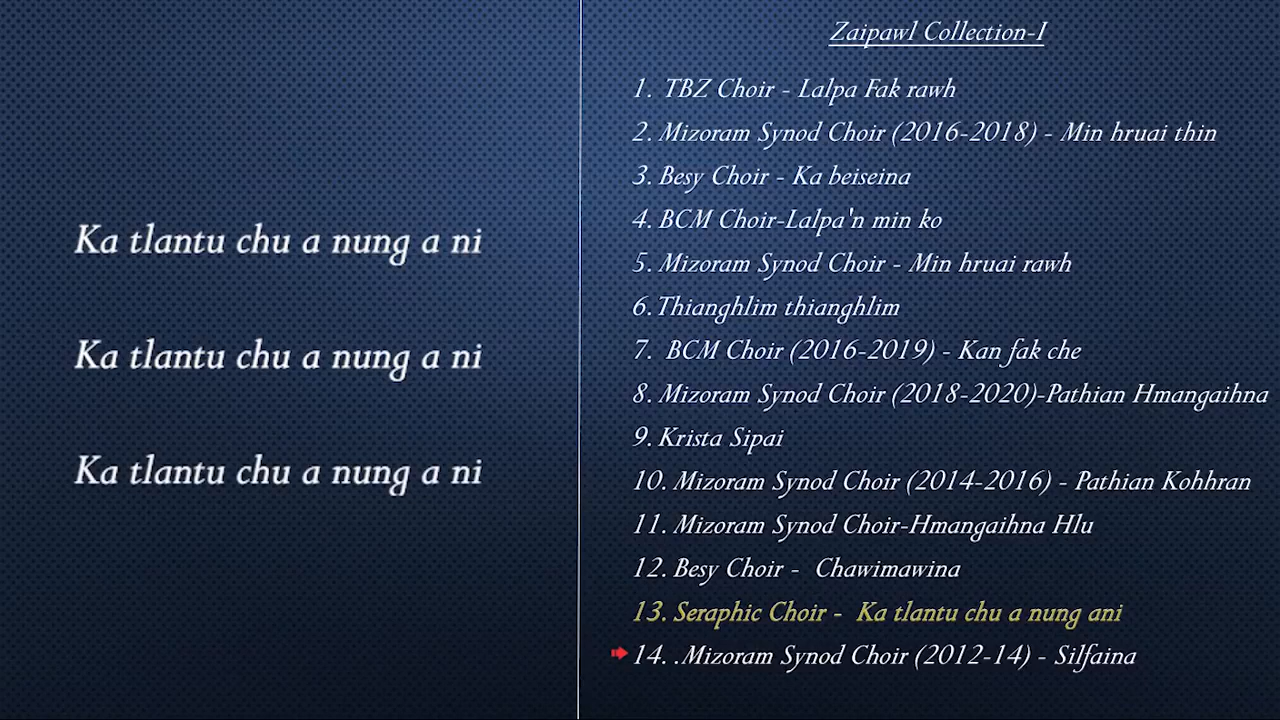 Ka tlantu chu a nung a ni
Ka tlantu chu a nung a ni
Ka tlantu chu a nung a ni
Zaipawl Collection-I
1. TBZ Choir - Lalpa Fak rawh
2. Mizoram Synod Choir (2016-2018) - Min hruai thin
3. Besy Choir - Ka beiseina
4. BCM Choir-Lalpa'n min ko
5. Mizoram Synod Choir - Min hruai rawh
6. Thianghlim thianghlim
7. BCM Choir (2016-2019) - Kan fak che
8. Mizoram Synod Choir (2018-2020)-Pathian Hmangaihna
9. Krista Sipai
10. Mizoram Synod Choir (2014-2016) - Pathian Kohhran
11. Mizoram Synod Choir-Hmangaihna Hlu
12. Besy Choir - Chawimawina
13. Seraphic Choir - Ka tlantu chu a nung ani
14. .Mizoram Synod Choir (2012-14) - Silfaina